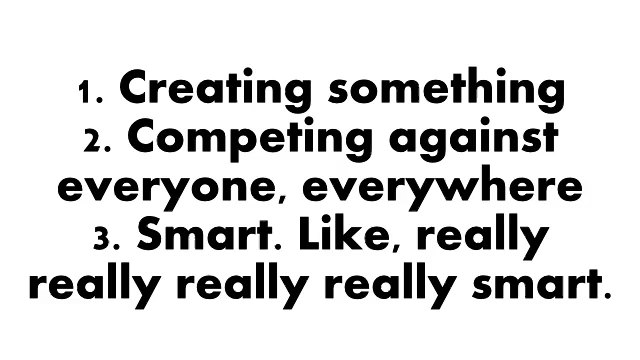 1. Creating something
2. Competing against
everyone, everywhere
3. Smart. Like, really
really really really smart.